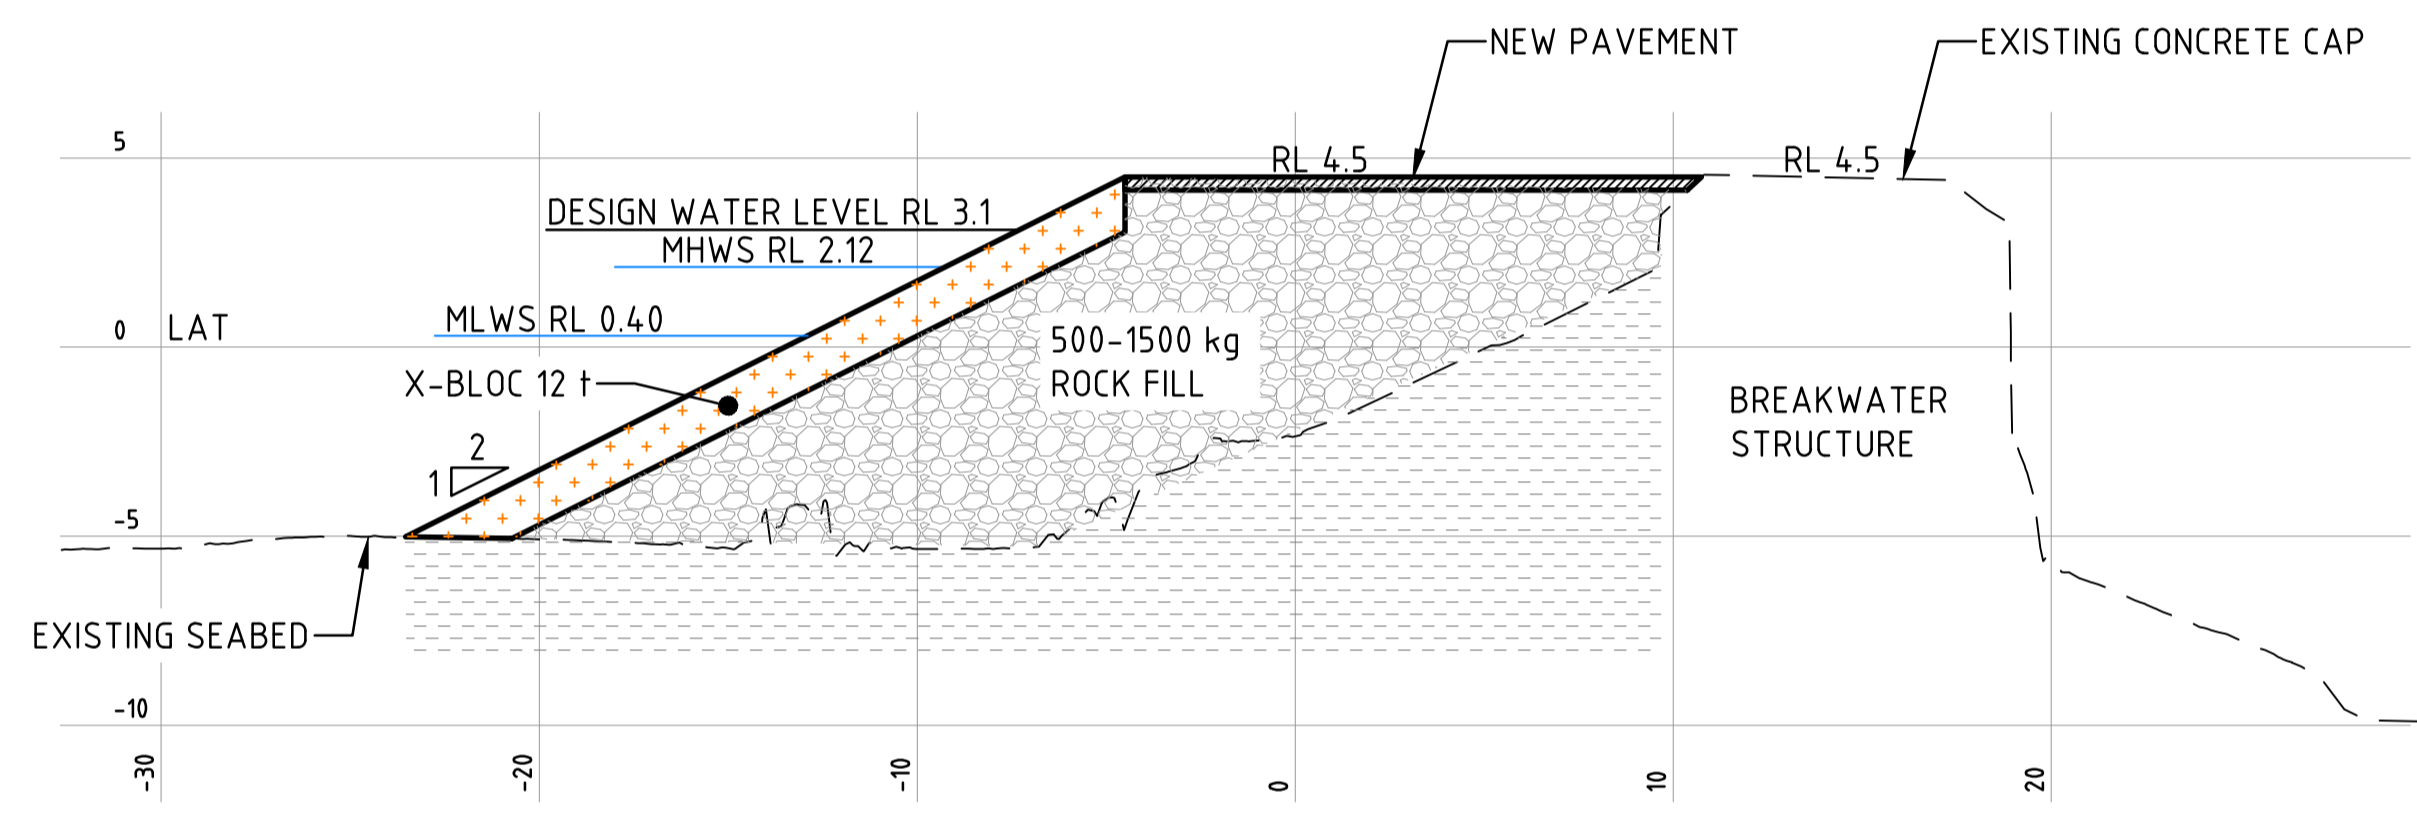 NEW PAVEMENT
EXISTING CONCRETE CAP
5
RL 4.5
RL 4.5
DESIGN WATER LEVEL RL 3.1
MHWS RL 2.12
MLWS RL 0.40
0 LAT
500-1500 kg
ROCK FILL
X-BLOC 12 t
BREAKWATER
STRUCTURE
2
1
-5
EXISTING SEABED
-10
-30
-20
-10
0
10
20